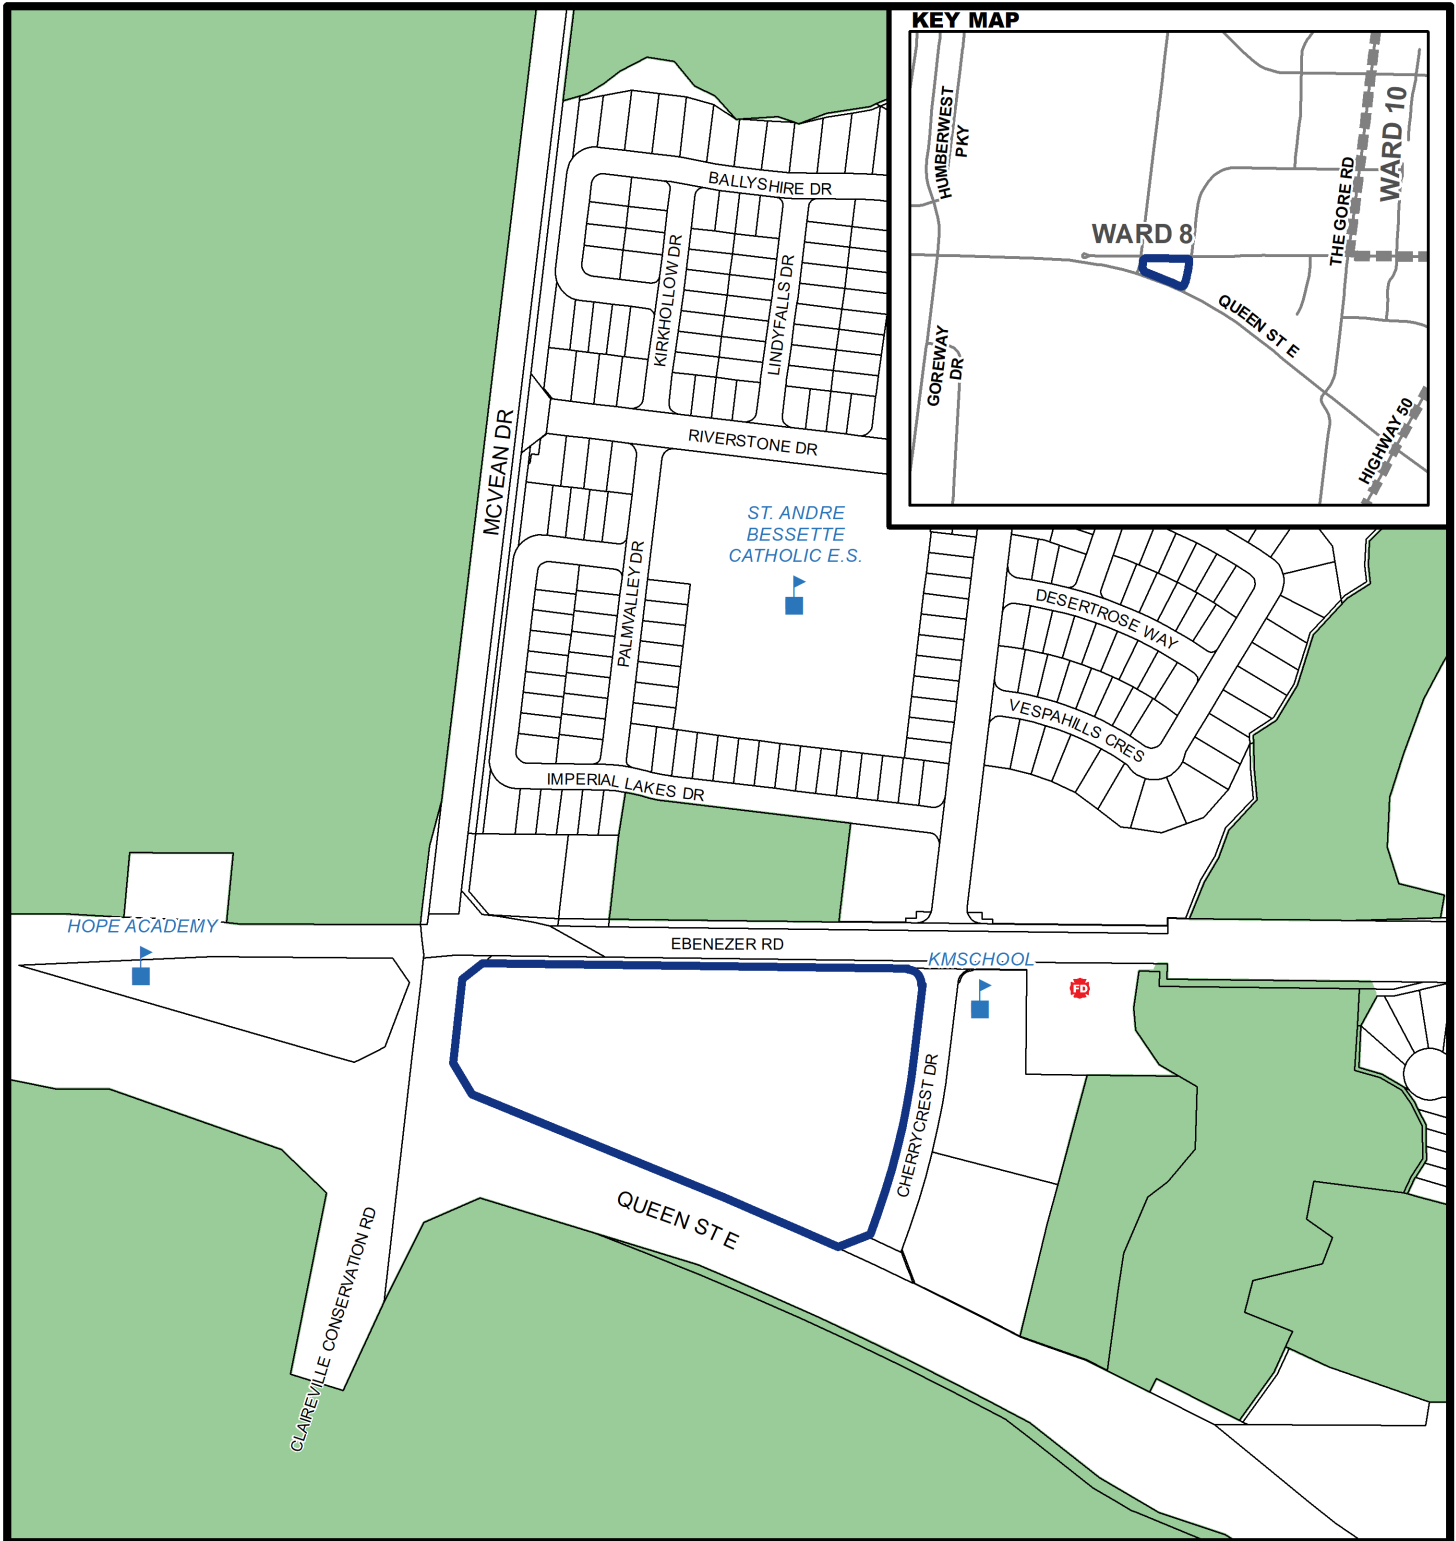 KEY MAP
HUMBERWEST
PKY
WARD 10
THE GORE RD
WARD 8
QUEEN ST E
GOREWAY
DR
HIGHWAY 50
BALLYSHIRE DR
KIRKHOLLOW DR
LINDYFALLS DR
RIVERSTONE DR
MCVEAN DR
ST. ANDRE
BESSETTE
CATHOLIC E.S.
PALMVALLEY DR
DESERTROSE WAY
VESPAHILLS CRES
IMPERIAL LAKES DR
HOPE ACADEMY
EBENEZER RD
KMSCHOOL
FD
CHERRYCREST DR
QUEEN ST E
CLAIREVILLE CONSERVATION RD